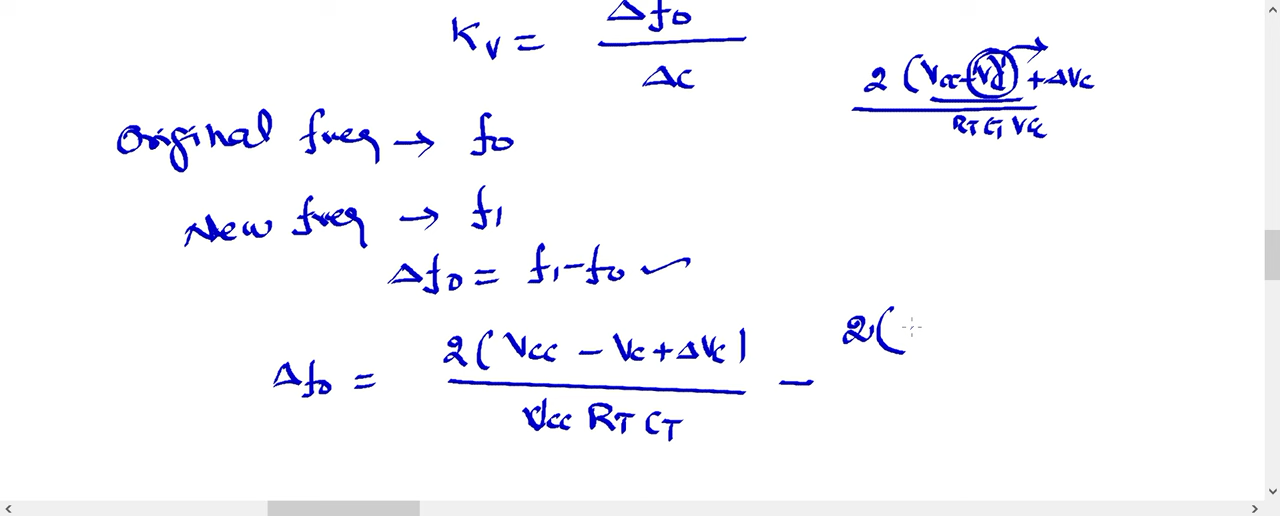 Kv = Δfo / Δc
2 (Vcc - Vc) + ΔVc / RT CT Vcc
Original freq → fo
New freq → f1
Δfo = f1 - fo ✓
Δfo = 2( Vcc - Vc + ΔVc ) / Vcc RT CT - 2(